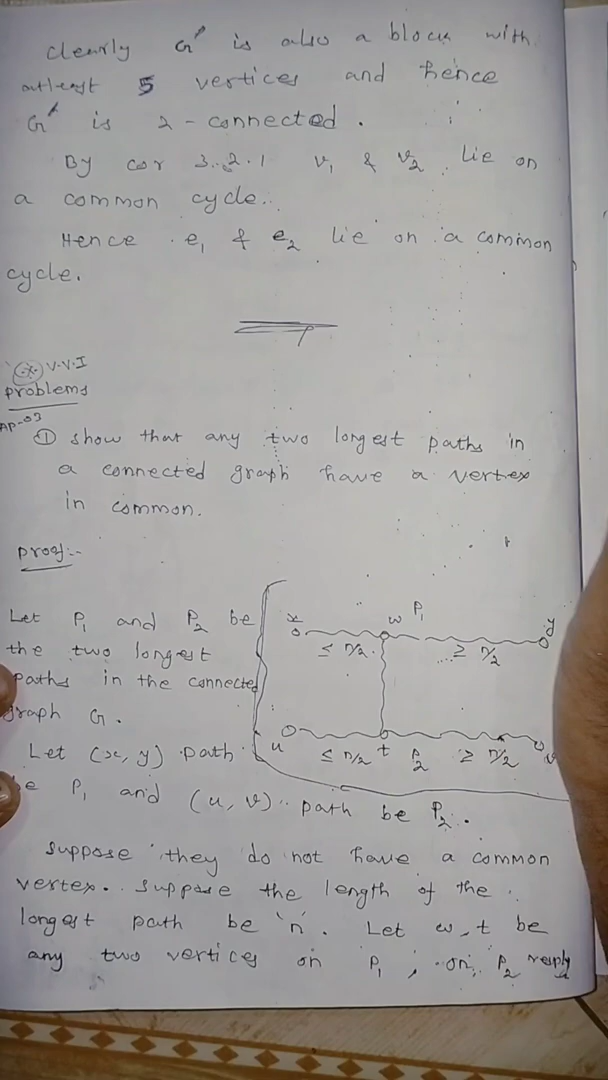 clearly G" is also a block with
atleast 5 vertices and hence
G" is 2-connected.
By cor 3.2.1 v₁ & v₂ lie on
a common cycle.
Hence e₁ & e₂ lie on a common
cycle.
* V.V.I
problems
AP-03
① show that any two longest paths in
a connected graph have a vertex
in common.
proof:-
Let P₁ and P₂ be
the two longest
paths in the connected
graph G.
x w P₁ y
≤ n/2 ≥ n/2
u ≤ n/2 t P₂ ≥ n/2 v
Let (x, y) path
be P₁ and (u, v) path be P₂.
suppose they do not have a common
vertex. suppose the length of the
longest path be 'n'. Let w, t be
any two vertices on P₁, on P₂ resply